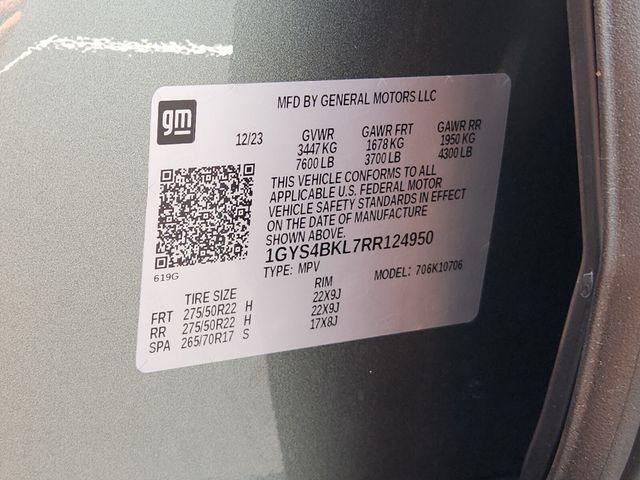 gm
MFD BY GENERAL MOTORS LLC
12/23 GVWR GAWR FRT GAWR RR
3447 KG 1678 KG 1950 KG
7600 LB 3700 LB 4300 LB
THIS VEHICLE CONFORMS TO ALL
APPLICABLE U.S. FEDERAL MOTOR
VEHICLE SAFETY STANDARDS IN EFFECT
ON THE DATE OF MANUFACTURE
SHOWN ABOVE.
1GYS4BKL7RR124950
619G
TYPE: MPV MODEL: 706K10706
TIRE SIZE RIM
FRT 275/50R22 H 22X9J
RR 275/50R22 H 22X9J
SPA 265/70R17 S 17X8J